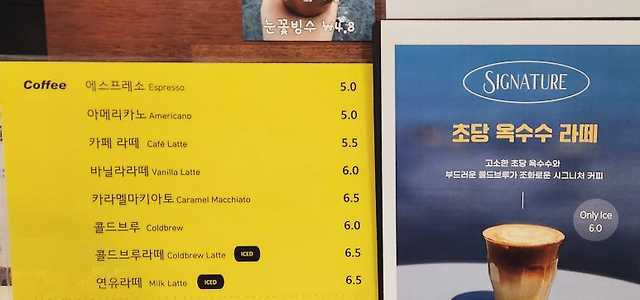 눈꽃빙수 ₩4.8
Coffee
에스프레소 Espresso 5.0
아메리카노 Americano 5.0
카페 라떼 Café Latte 5.5
바닐라라떼 Vanilla Latte 6.0
카라멜마키아토 Caramel Macchiato 6.5
콜드브루 Coldbrew 6.0
콜드브루라떼 Coldbrew Latte ICED 6.5
연유라떼 Milk Latte ICED 6.5
SIGNATURE
초당 옥수수 라떼
고소한 초당 옥수수와
부드러운 콜드브루가 조화로운 시그니처 커피
Only Ice
6.0